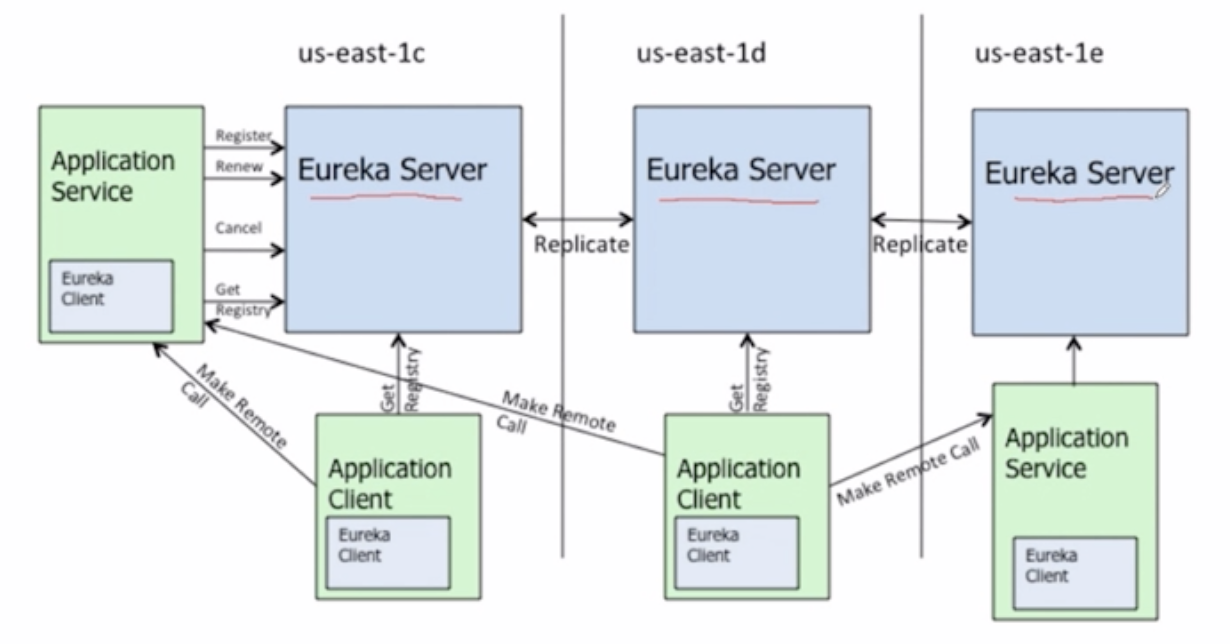 us-east-1c
us-east-1d
us-east-1e
Application
Service
Eureka
Client
Register
Renew
Cancel
Get
Registry
Eureka Server
Replicate
Eureka Server
Replicate
Eureka Server
Make Remote
Call
Get
Registry
Make Remote
Call
Get
Registry
Make Remote Call
Application
Client
Eureka
Client
Application
Client
Eureka
Client
Application
Service
Eureka
Client